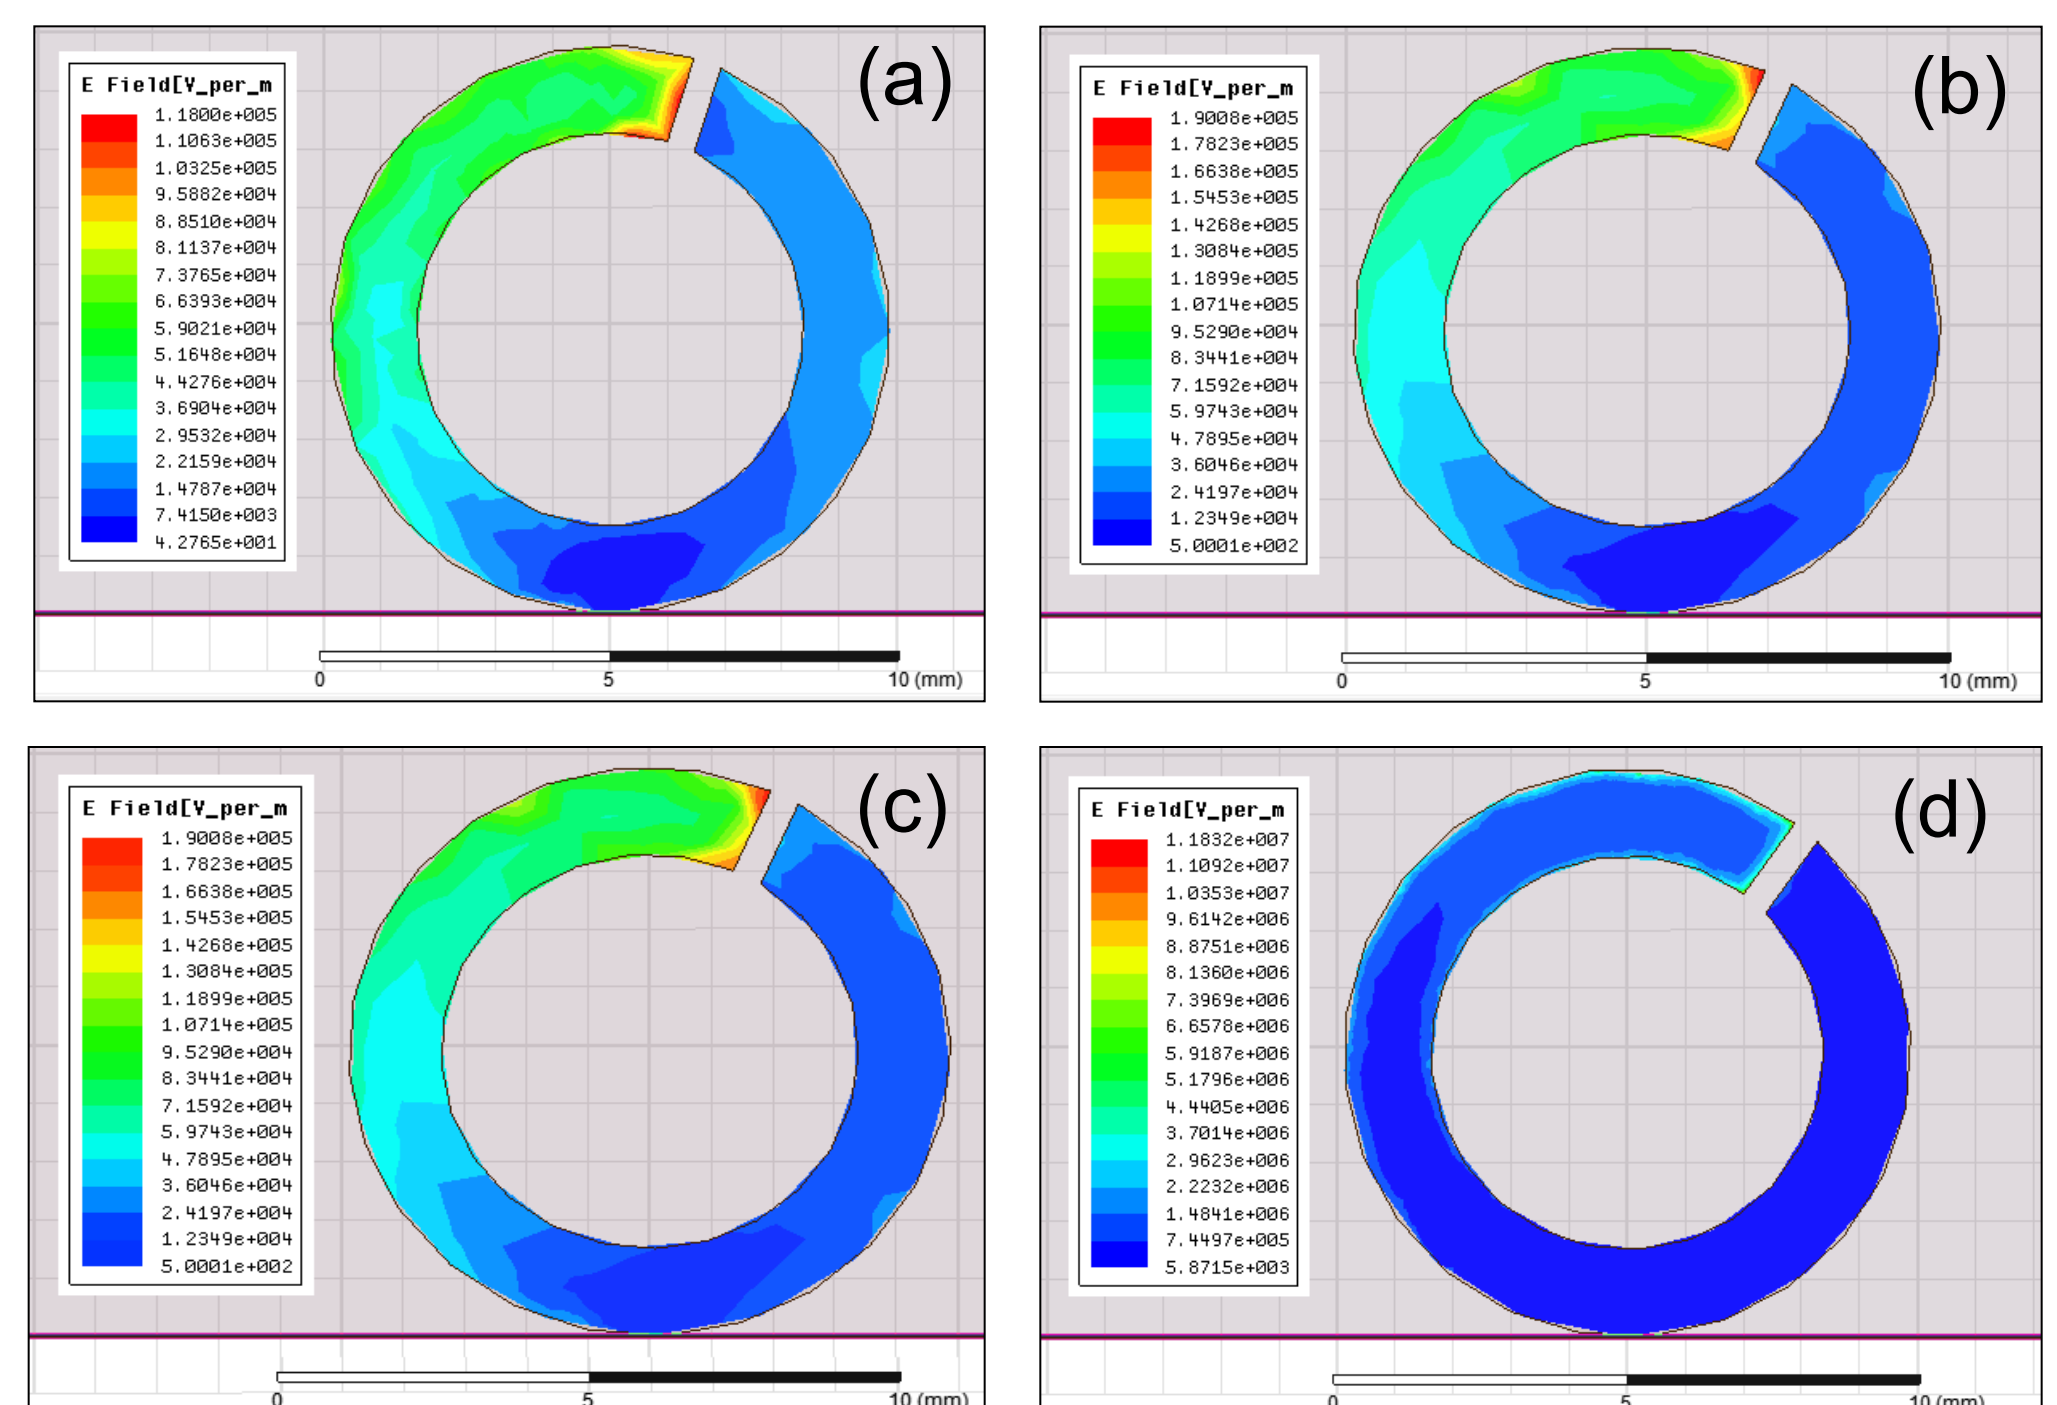 (a)
E Field[V_per_m
1.1800e+005
1.1063e+005
1.0325e+005
9.5882e+004
8.8510e+004
8.1137e+004
7.3765e+004
6.6393e+004
5.9021e+004
5.1648e+004
4.4276e+004
3.6904e+004
2.9532e+004
2.2159e+004
1.4787e+004
7.4150e+003
4.2765e+001
0 5 10 (mm)
(b)
E Field[V_per_m
1.9008e+005
1.7823e+005
1.6638e+005
1.5453e+005
1.4268e+005
1.3084e+005
1.1899e+005
1.0714e+005
9.5290e+004
8.3441e+004
7.1592e+004
5.9743e+004
4.7895e+004
3.6046e+004
2.4197e+004
1.2349e+004
5.0001e+002
0 5 10 (mm)
(c)
E Field[V_per_m
1.9008e+005
1.7823e+005
1.6638e+005
1.5453e+005
1.4268e+005
1.3084e+005
1.1899e+005
1.0714e+005
9.5290e+004
8.3441e+004
7.1592e+004
5.9743e+004
4.7895e+004
3.6046e+004
2.4197e+004
1.2349e+004
5.0001e+002
0 5 10 (mm)
(d)
E Field[V_per_m
1.1832e+007
1.1092e+007
1.0353e+007
9.6142e+006
8.8751e+006
8.1360e+006
7.3969e+006
6.6578e+006
5.9187e+006
5.1796e+006
4.4405e+006
3.7014e+006
2.9623e+006
2.2232e+006
1.4841e+006
7.4497e+005
5.8715e+003
0 5 10 (mm)